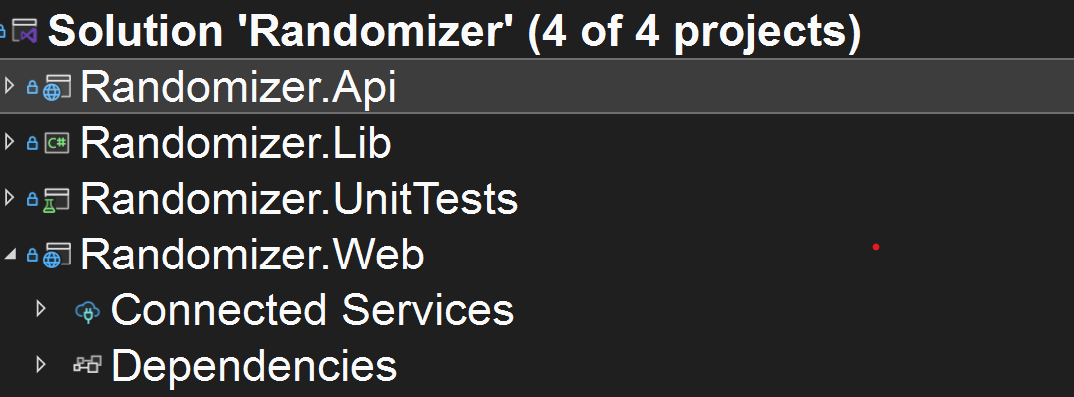 Solution 'Randomizer' (4 of 4 projects)
Randomizer.Api
C# Randomizer.Lib
Randomizer.UnitTests
Randomizer.Web
Connected Services
Dependencies